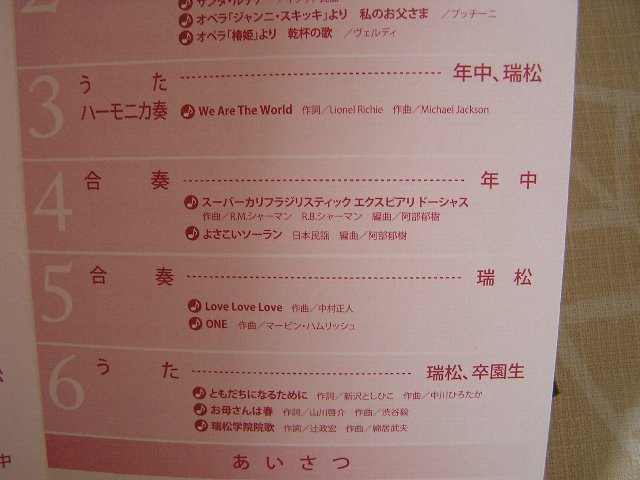 2
オペラ「ジャンニ・スキッキ」より 私のお父さま ／プッチーニ
オペラ「椿姫」より 乾杯の歌 ／ヴェルディ
3 うた 年中、瑞松
ハーモニカ奏 We Are The World 作詞／Lionel Richie 作曲／Michael Jackson
4 合奏 年中
スーパーカリフラジリスティック エクスピアリ ドーシャス
作曲／R.M.シャーマン R.B.シャーマン 編曲／阿部郁樹
よさこいソーラン 日本民謡 編曲／阿部郁樹
5 合奏 瑞松
Love Love Love 作曲／中村正人
ONE 作曲／マービン・ハムリッシュ
6 うた 瑞松、卒園生
ともだちになるために 作詞／新沢としひこ 作曲／中川ひろたか
お母さんは春 作詞／山川啓介 作曲／渋谷毅
瑞松学院院歌 作詞／辻政宏 作曲／綿居武夫
あいさつ
中